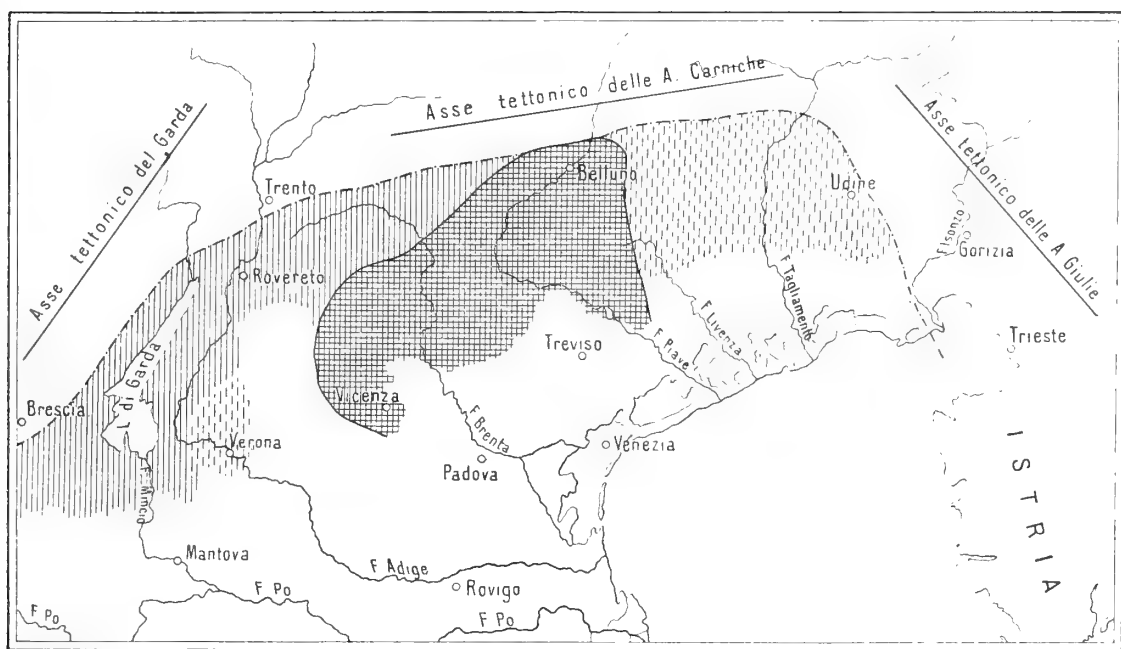 Asse tettonico delle A. Carniche
Asse tettonico del Garda
Asse tettonico delle A Giulie
Trento
Belluno
Udine
F Isonzo
Gorizia
Rovereto
F Tagliamento
F Livenza
F Piave
Trieste
Treviso
L di Garda
Brescia
Vicenza
F Brenta
Verona
Venezia
Padova
F Mincio
ISTRIA
Mantova
F Adige
Rovigo
F Po
F Po
F Po